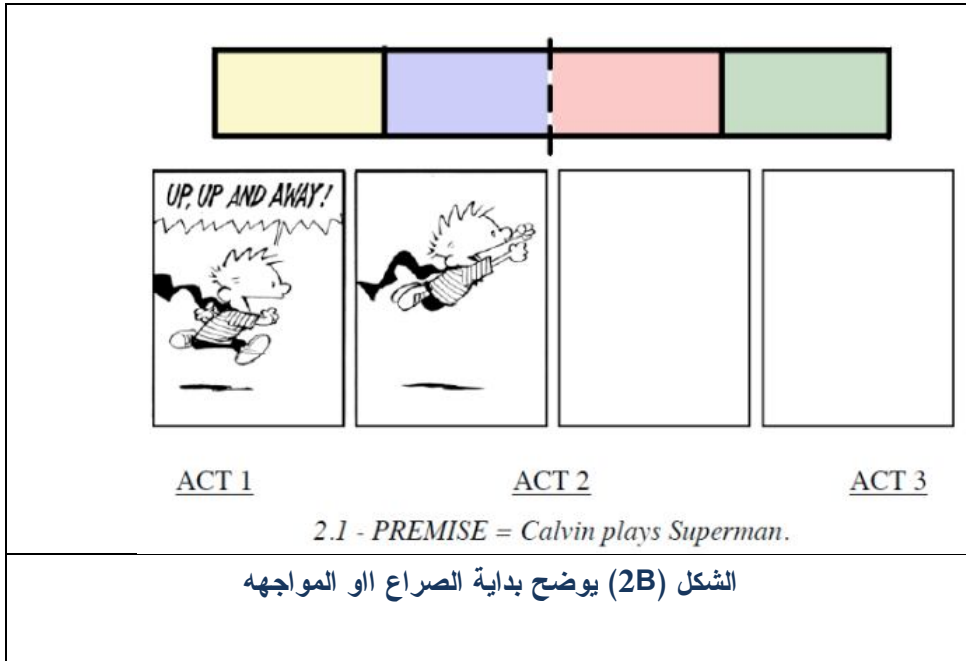 UP, UP AND AWAY!
ACT 1
ACT 2
ACT 3
2.1 - PREMISE = Calvin plays Superman.
الشكل (2B) يوضح بداية الصراع ااو المواجهه